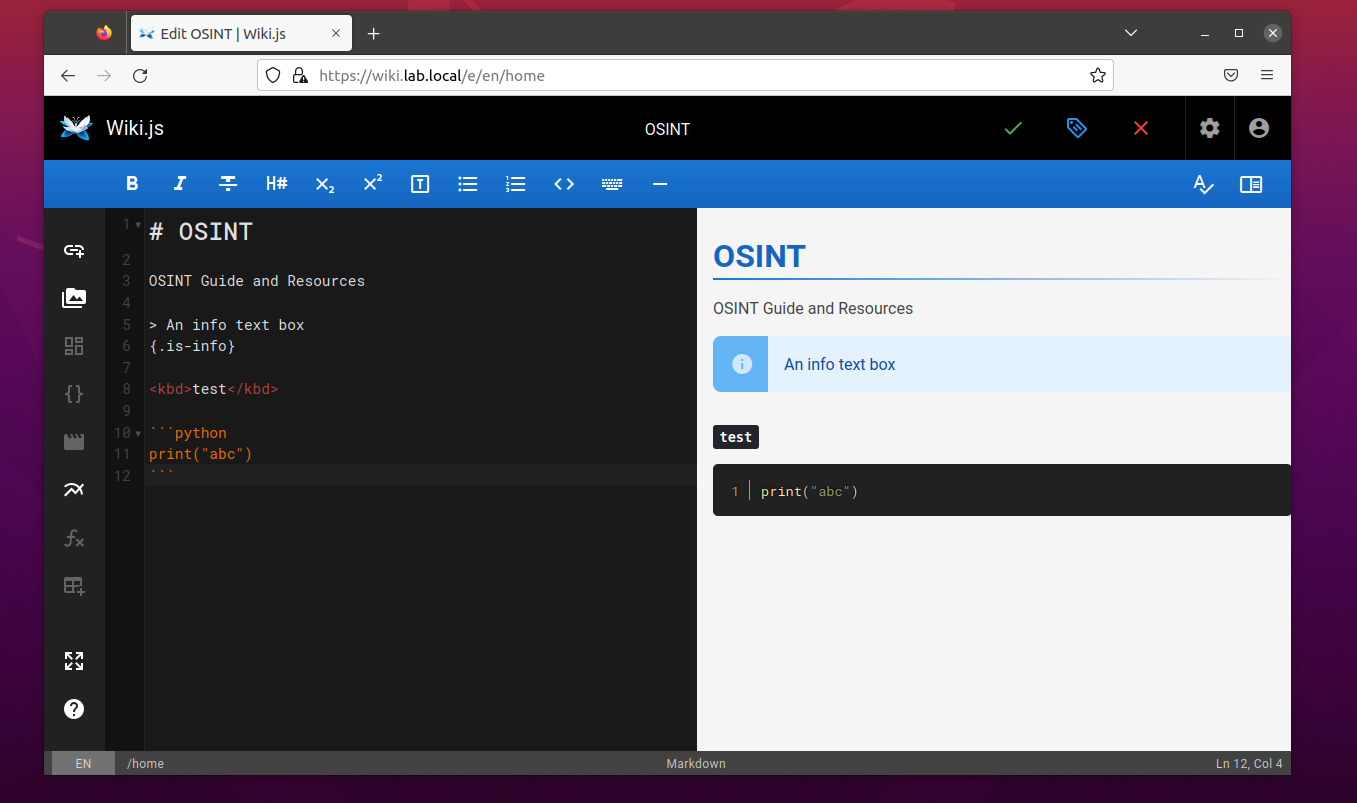 Edit OSINT | Wiki.js
https://wiki.lab.local/e/en/home
Wiki.js
OSINT
B I H# X2 X2 T
1 # OSINT
2
3 OSINT Guide and Resources
4
5 > An info text box
6 {.is-info}
7
8 <kbd>test</kbd>
9
10 ```python
11 print("abc")
12 ```
OSINT
OSINT Guide and Resources
An info text box
test
1 print("abc")
EN /home Markdown Ln 12, Col 4